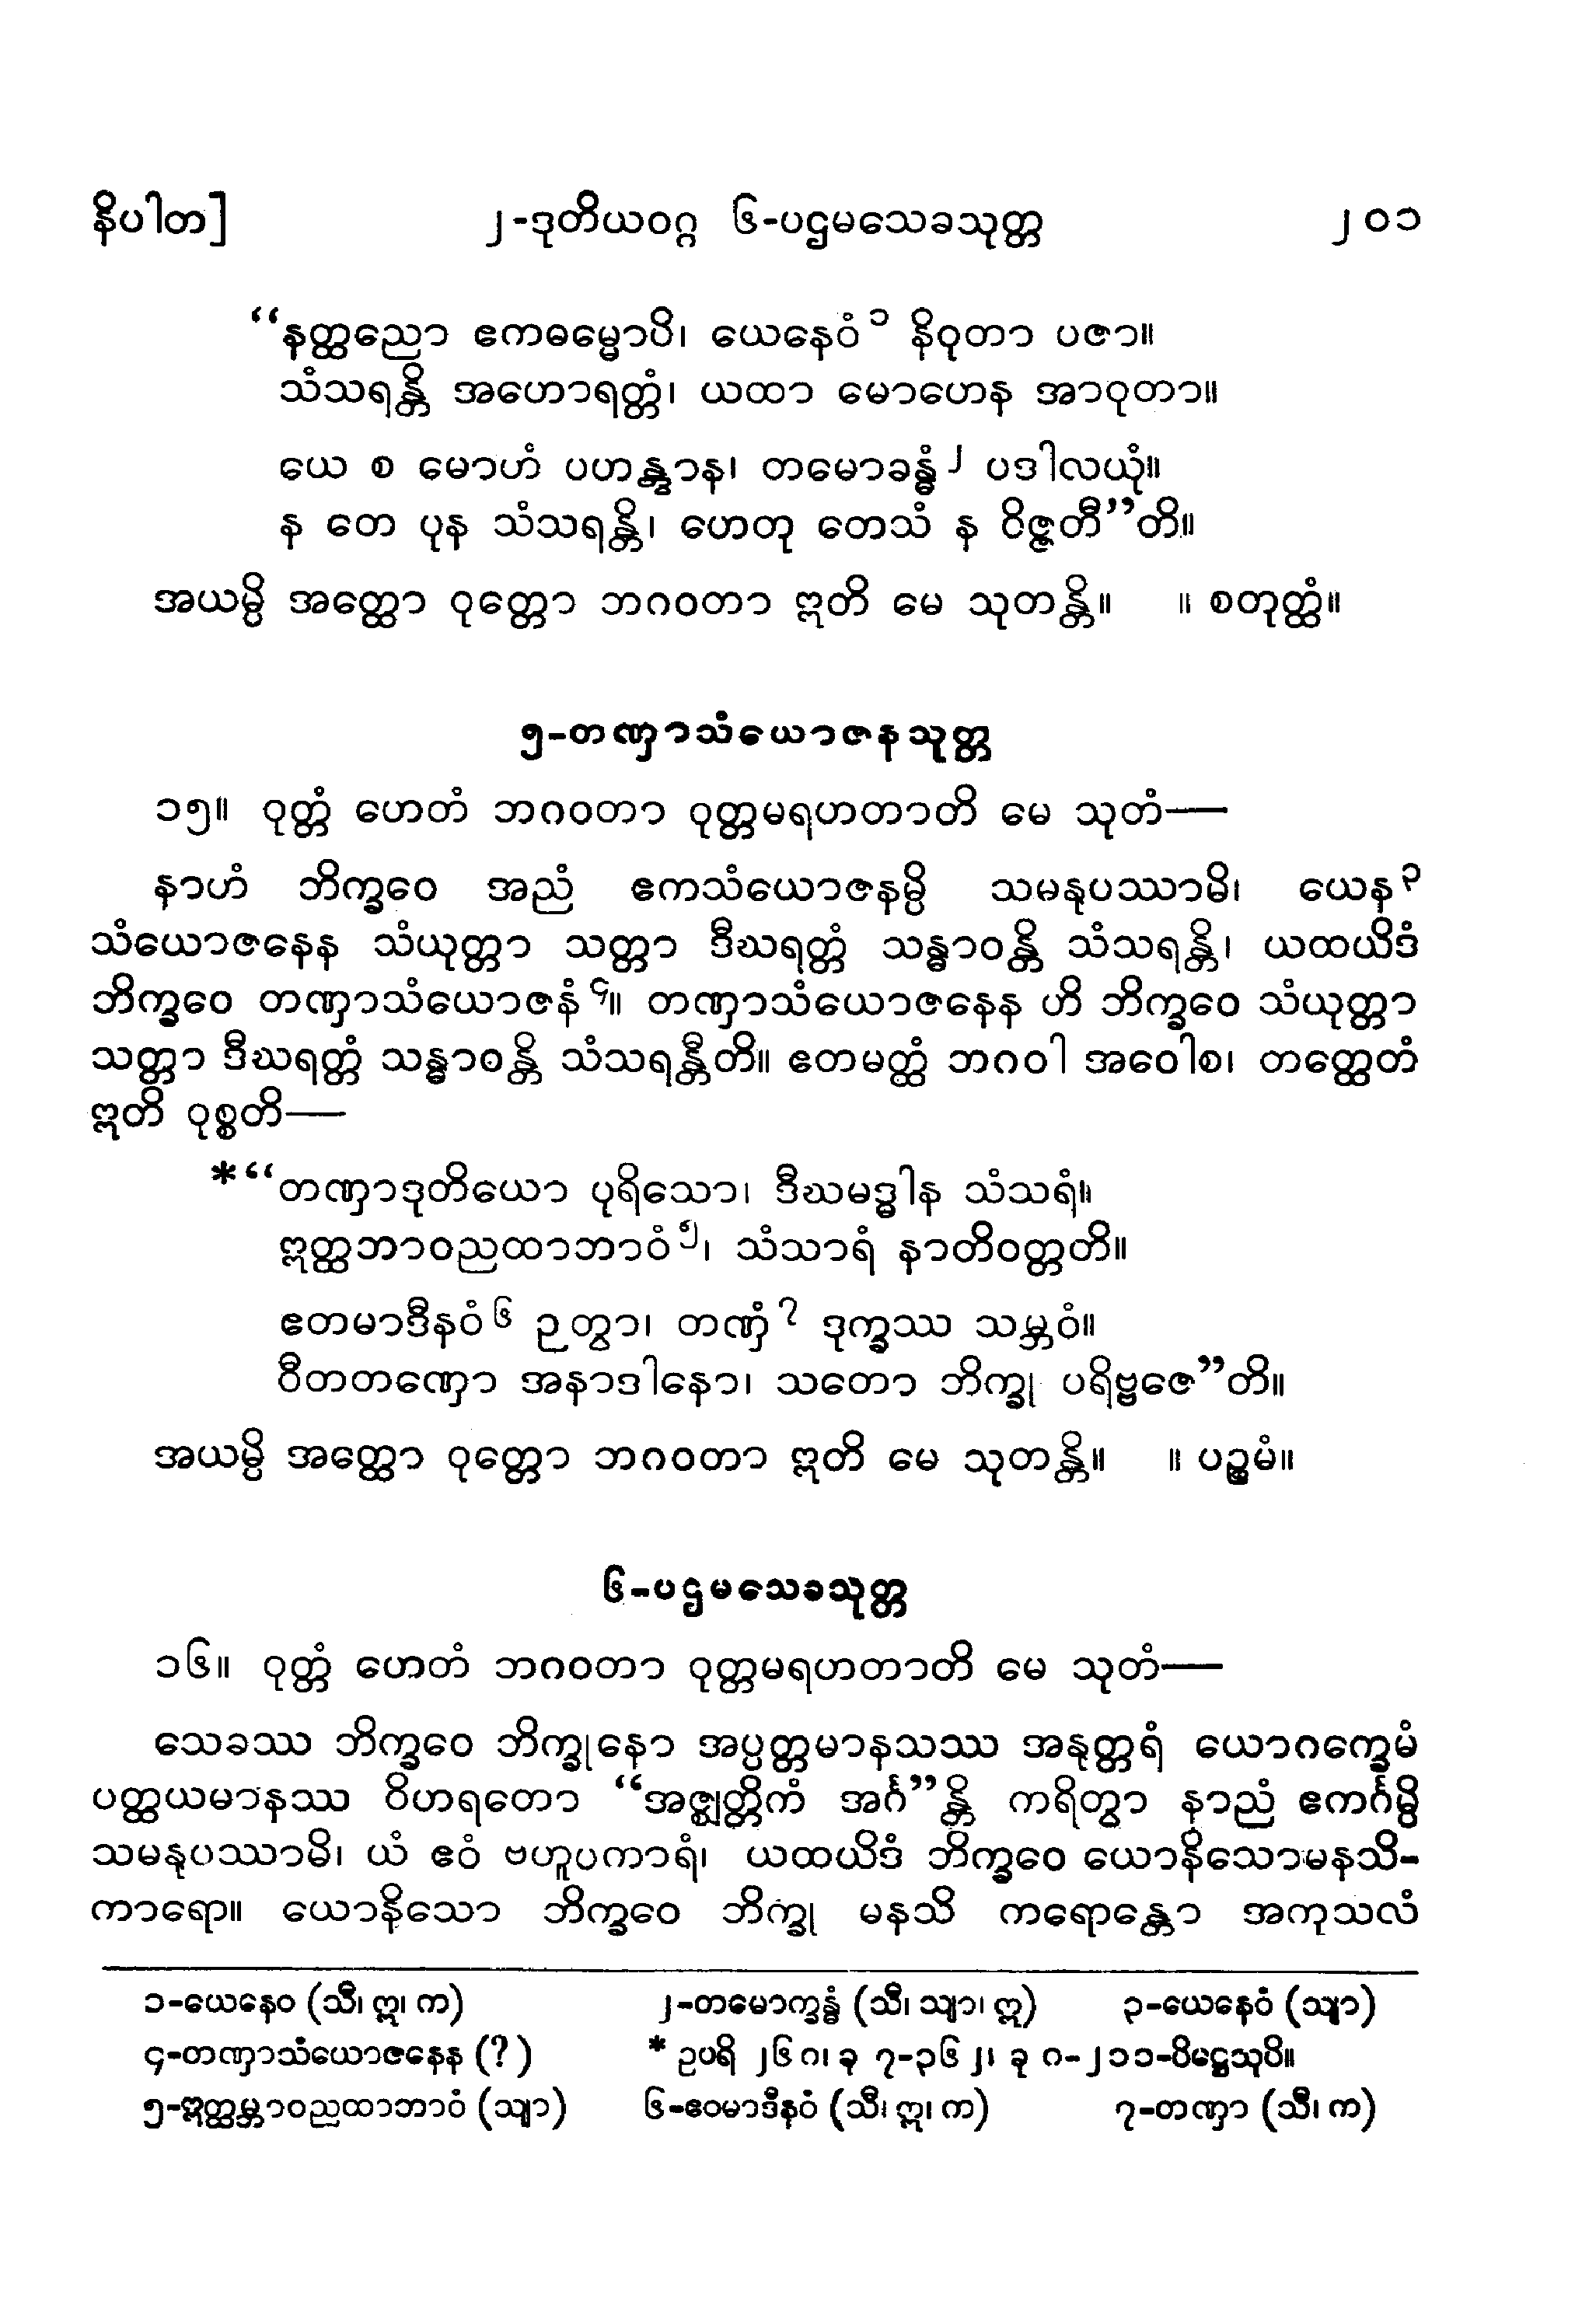 နိပါတ]	၂-ဒုတိယဝဂ္ဂ ၆-ပဌမသေခသုတ္တ	၂၀၁
“နတ္ထညော ဧကဓမ္မောပိ၊ ယေနေဝံ၁ နိဝုတာ ပဇာ။
သံသရန္တိ အဟောရတ္တံ၊ ယထာ မောဟေန အာဝုတာ။
ယေ စ မောဟံ ပဟန္တွာန၊ တမောခန္ဓံ၂ ပဒါလယုံ။
န တေ ပုန သံသရန္တိ၊ ဟေတု တေသံ န ဝိဇ္ဇတီ”တိ။
အယမ္ပိ အတ္ထော ဝုတ္တော ဘဂဝတာ ဣတိ မေ သုတန္တိ။ ။ စတုတ္ထံ။
၅-တဏှာသံယောဇနသုတ္တ
၁၅။ ဝုတ္တံ ဟေတံ ဘဂဝတာ ဝုတ္တမရဟတာတိ မေ သုတံ—
နာဟံ ဘိက္ခဝေ အညံ ဧကသံယောဇနမ္ပိ သမနုပဿာမိ၊ ယေန၃
သံယောဇနေန သံယုတ္တာ သတ္တာ ဒီဃရတ္တံ သန္ဓာဝန္တိ သံသရန္တိ၊ ယထယိဒံ
ဘိက္ခဝေ တဏှာသံယောဇနံ၄။ တဏှာသံယောဇနေန ဟိ ဘိက္ခဝေ သံယုတ္တာ
သတ္တာ ဒီဃရတ္တံ သန္ဓာဝန္တိ သံသရန္တီတိ။ ဧတမတ္ထံ ဘဂဝါ အဝေါစ၊ တတ္ထေတံ
ဣတိ ဝုစ္စတိ—
*“တဏှာဒုတိယော ပုရိသော၊ ဒီဃမဒ္ဓါန သံသရံ။
ဣတ္ထဘာဝညထာဘာဝံ၅၊ သံသာရံ နာတိဝတ္တတိ။
ဧတမာဒီနဝံ၆ ဉတွာ၊ တဏှံ၇ ဒုက္ခဿ သမ္ဘဝံ။
ဝီတတဏှော အနာဒါနော၊ သတော ဘိက္ခု ပရိဗ္ဗဇေ”တိ။
အယမ္ပိ အတ္ထော ဝုတ္တော ဘဂဝတာ ဣတိ မေ သုတန္တိ။ ။ ပဉ္စမံ။
၆-ပဌမသေခသုတ္တ
၁၆။ ဝုတ္တံ ဟေတံ ဘဂဝတာ ဝုတ္တမရဟတာတိ မေ သုတံ—
သေခဿ ဘိက္ခဝေ ဘိက္ခုနော အပ္ပတ္တမာနသဿ အနုတ္တရံ ယောဂက္ခေမံ
ပတ္ထယမာနဿ ဝိဟရတော “အဇ္ဈတ္တိကံ အင်္ဂ”န္တိ ကရိတွာ နာညံ ဧကင်္ဂမ္ပိ
သမနုပဿာမိ၊ ယံ ဧဝံ ဗဟူပကာရံ၊ ယထယိဒံ ဘိက္ခဝေ ယောနိသောမနသိ-
ကာရော။ ယောနိသော ဘိက္ခဝေ ဘိက္ခု မနသိ ကရောန္တော အကုသလံ
၁-ယေနေဝ (သီ၊ ဣ၊ က)	၂-တမောက္ခန္ဓံ (သီ၊ သျာ၊ ဣ)	၃-ယေနေဝံ (သျာ)
၄-တဏှာသံယောဇနေန (?)	* ဥပရိ ၂၆၈၊ ခု ၇-၃၆၂၊ ခု ၈-၂၁၁-ပိဋ္ဌေသုပိ။
၅-ဣတ္ထမ္ဘာဝညထာဘာဝံ (သျာ)	၆-ဧဝမာဒီနဝံ (သီ၊ ဣ၊ က)	၇-တဏှာ (သီ၊ က)